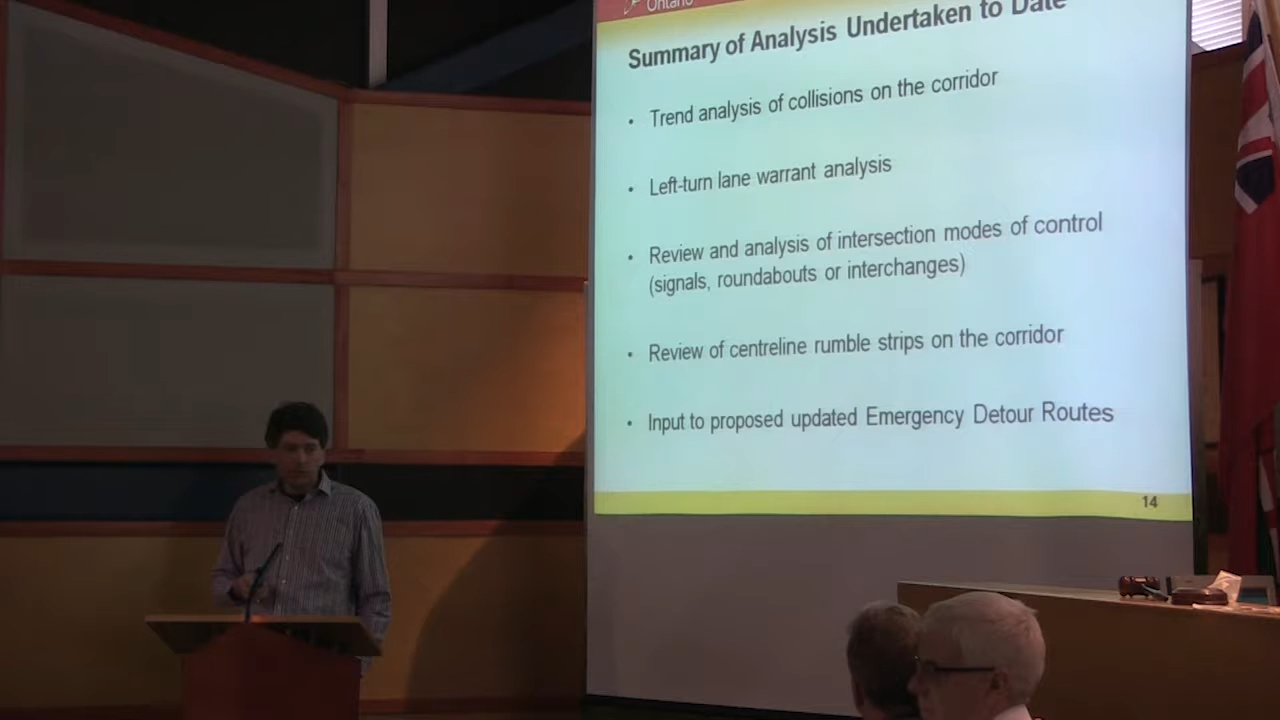 Ontario
Summary of Analysis Undertaken to Date
• Trend analysis of collisions on the corridor
• Left-turn lane warrant analysis
• Review and analysis of intersection modes of control
(signals, roundabouts or interchanges)
• Review of centreline rumble strips on the corridor
• Input to proposed updated Emergency Detour Routes
14